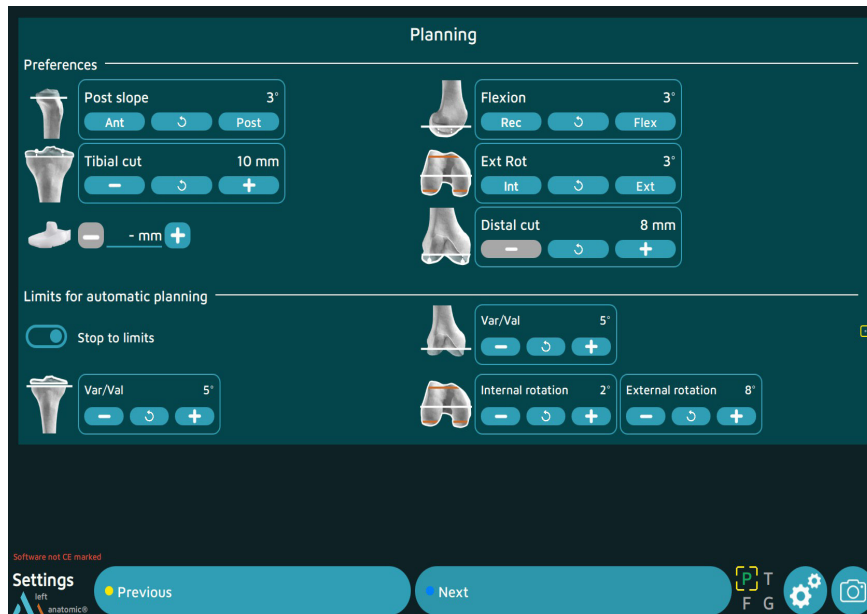 Planning
Preferences
Post slope 3°
Ant Post
Tibial cut 10 mm
- mm
Flexion 3°
Rec Flex
Ext Rot 3°
Int Ext
Distal cut 8 mm
Limits for automatic planning
Stop to limits
Var/Val 5°
Var/Val 5°
Internal rotation 2° External rotation 8°
Software not CE marked
Settings
left
anatomic®
Previous
Next
P T
F G